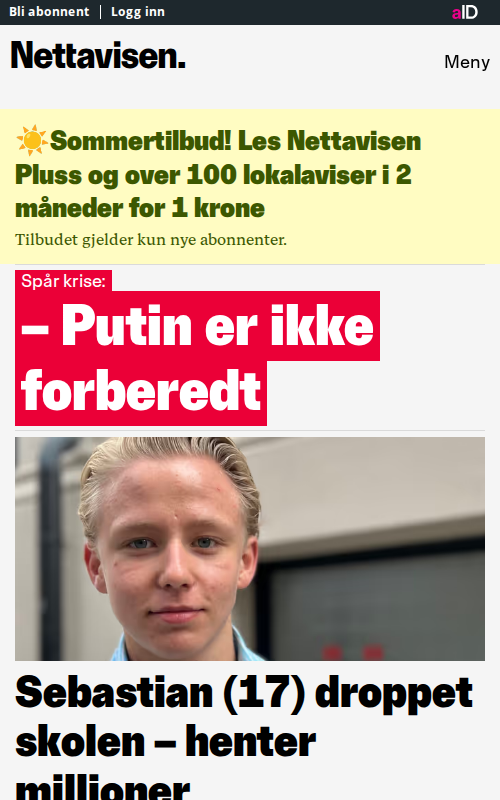 Bli abonnent | Logg inn
aID
Nettavisen.
Meny
☀️Sommertilbud! Les Nettavisen
Pluss og over 100 lokalaviser i 2
måneder for 1 krone
Tilbudet gjelder kun nye abonnenter.
Spår krise:
– Putin er ikke
forberedt
Sebastian (17) droppet
skolen – henter
millioner